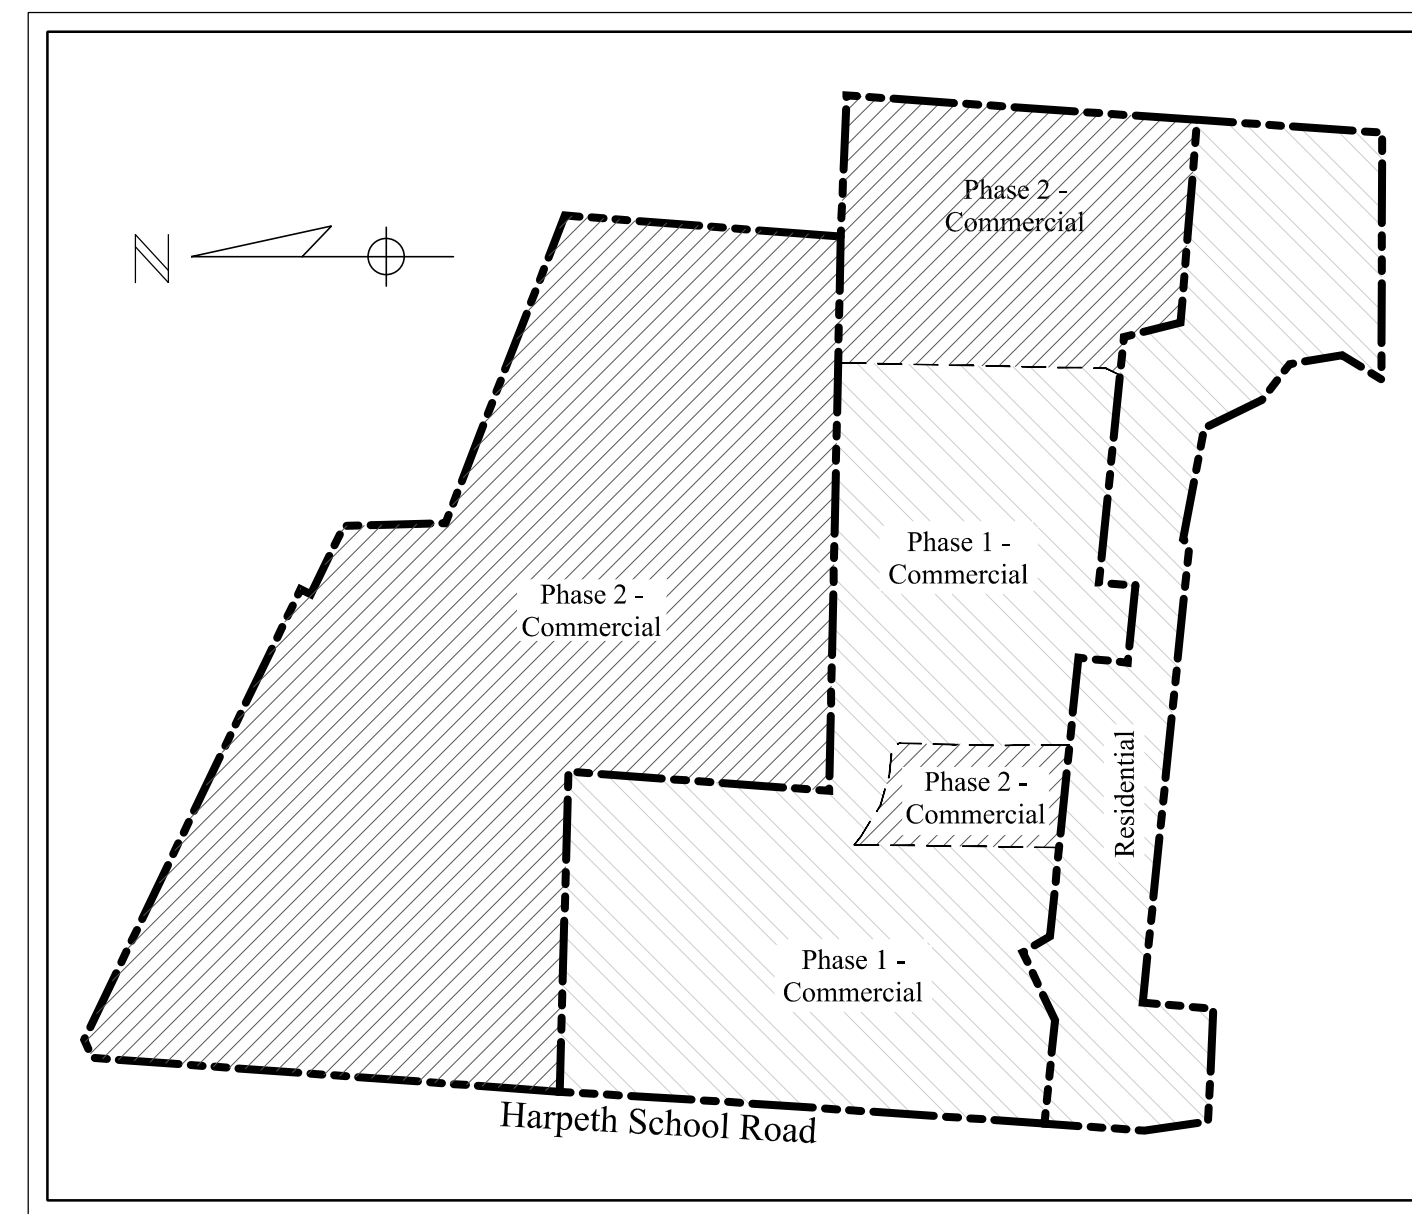 Phase 2 -
Commercial
N
Phase 1 -
Commercial
Phase 2 -
Commercial
Residential
Phase 2 -
Commercial
Phase 1 -
Commercial
Harpeth School Road